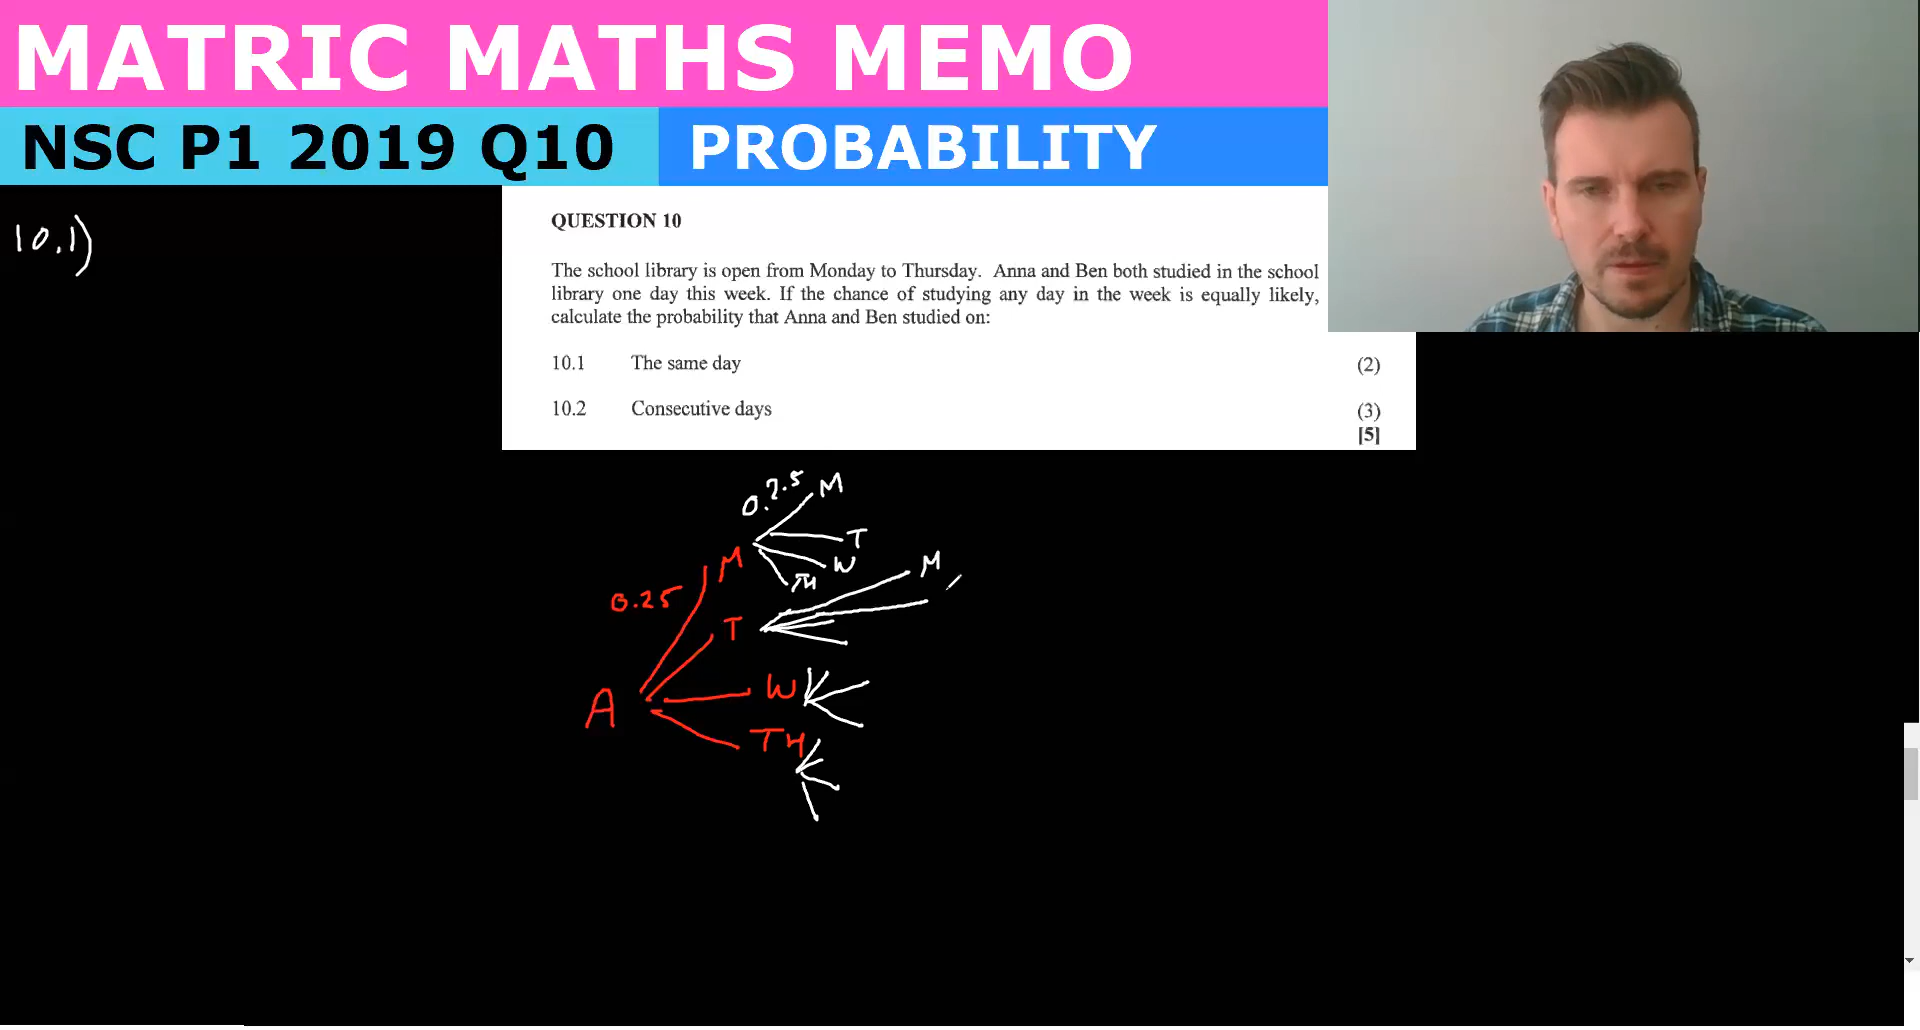 MATRIC MATHS MEMO
NSC P1 2019 Q10 PROBABILITY
10.1)
QUESTION 10
The school library is open from Monday to Thursday. Anna and Ben both studied in the school
library one day this week. If the chance of studying any day in the week is equally likely,
calculate the probability that Anna and Ben studied on:
10.1 The same day (2)
10.2 Consecutive days (3)
[5]
0.25 M
T
W
TH
M
0.25 M
T
A
W
TH